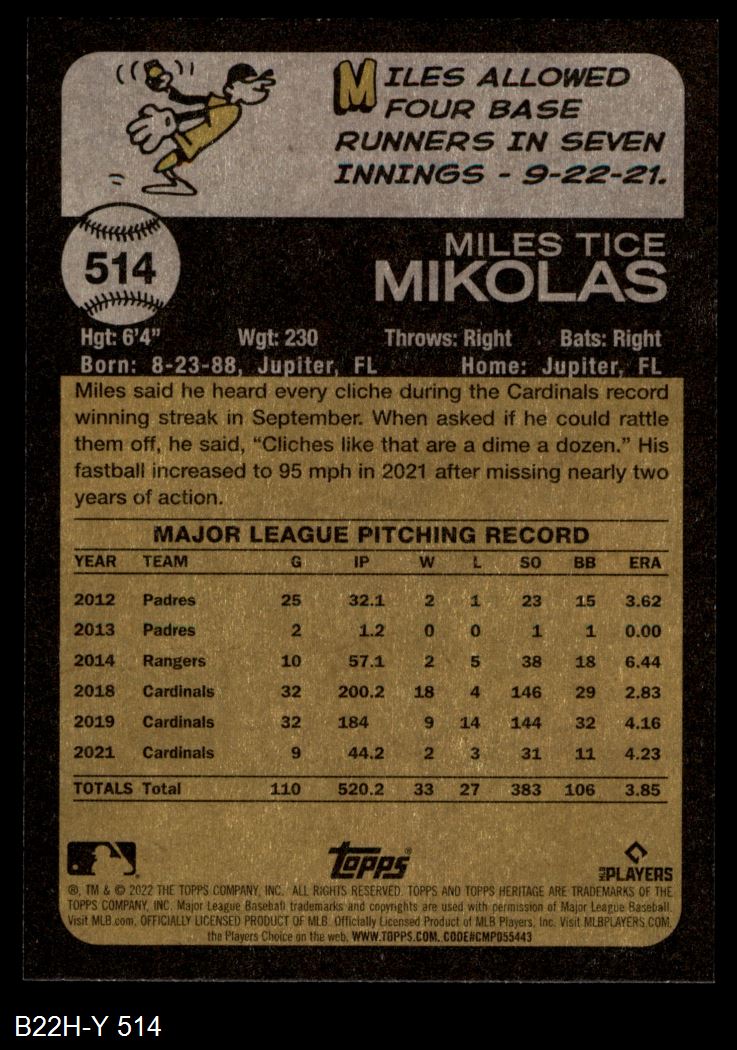 MILES ALLOWED
FOUR BASE
RUNNERS IN SEVEN
INNINGS - 9-22-21.
514
MILES TICE
MIKOLAS
Hgt: 6'4" Wgt: 230 Throws: Right Bats: Right
Born: 8-23-88, Jupiter, FL Home: Jupiter, FL
Miles said he heard every cliche during the Cardinals record
winning streak in September. When asked if he could rattle
them off, he said, "Cliches like that are a dime a dozen." His
fastball increased to 95 mph in 2021 after missing nearly two
years of action.
MAJOR LEAGUE PITCHING RECORD
YEAR TEAM G IP W L SO BB ERA
2012 Padres 25 32.1 2 1 23 15 3.62
2013 Padres 2 1.2 0 0 1 1 0.00
2014 Rangers 10 57.1 2 5 38 18 6.44
2018 Cardinals 32 200.2 18 4 146 29 2.83
2019 Cardinals 32 184 9 14 144 32 4.16
2021 Cardinals 9 44.2 2 3 31 11 4.23
TOTALS Total 110 520.2 33 27 383 106 3.85
Topps® MLB PLAYERS
®, TM & © 2022 THE TOPPS COMPANY, INC. ALL RIGHTS RESERVED. TOPPS AND TOPPS HERITAGE ARE TRADEMARKS OF THE
TOPPS COMPANY, INC. Major League Baseball trademarks and copyrights are used with permission of Major League Baseball.
Visit MLB.com. OFFICIALLY LICENSED PRODUCT OF MLB. Officially Licensed Product of MLB Players, Inc. Visit MLBPLAYERS.COM,
the Players Choice on the web. WWW.TOPPS.COM. CODE#CMP055443
B22H-Y 514